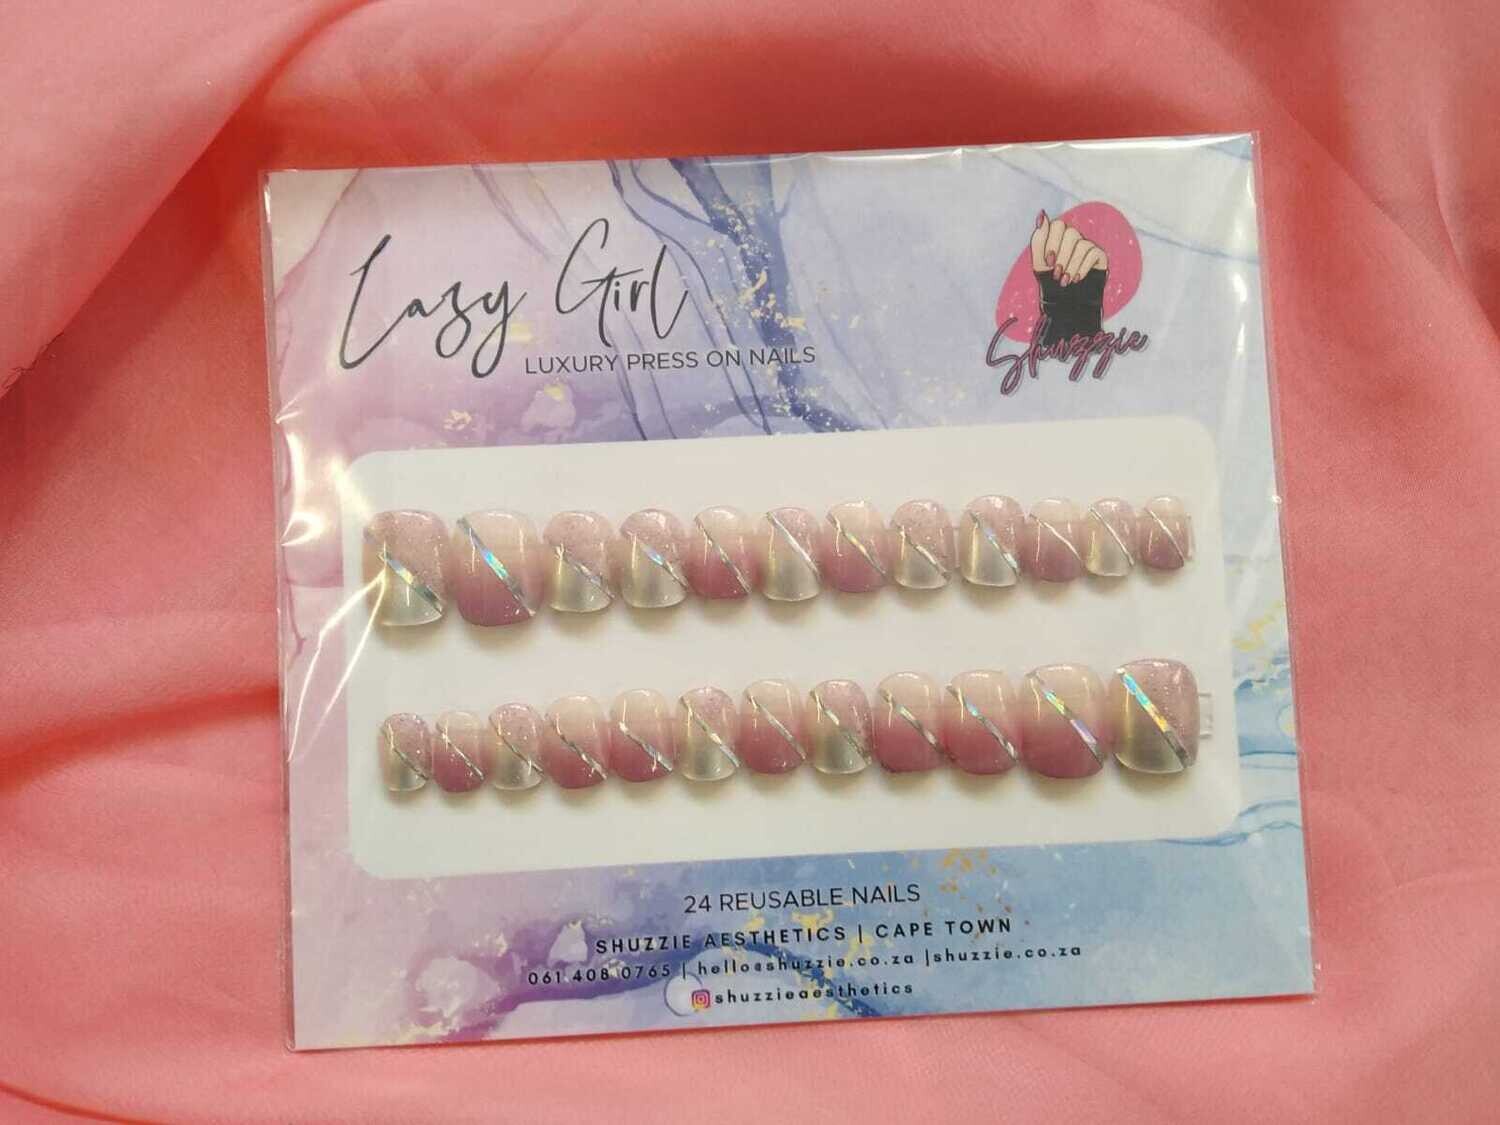 Lazy Girl
LUXURY PRESS ON NAILS
Shuzzie
24 REUSABLE NAILS
SHUZZIE AESTHETICS | CAPE TOWN
061 408 0765 | hello@shuzzie.co.za |shuzzie.co.za
shuzzieaesthetics